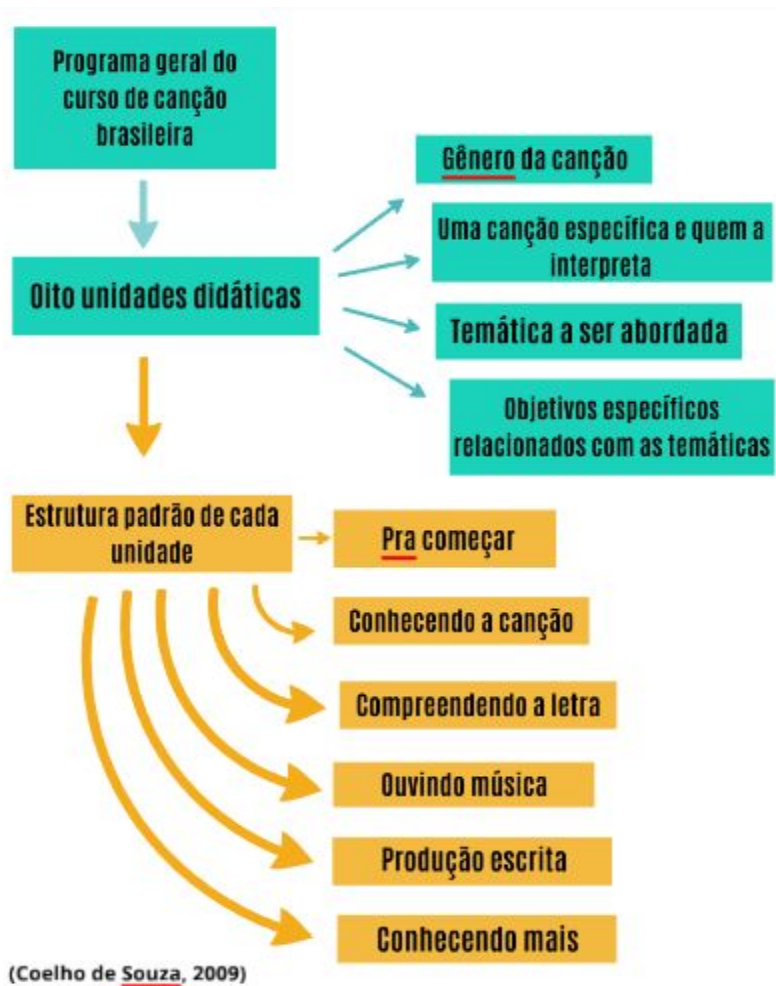 Programa geral do
curso de canção
brasileira
Gênero da canção
Uma canção específica e quem a
interpreta
Oito unidades didáticas
Temática a ser abordada
Objetivos específicos
relacionados com as temáticas
Estrutura padrão de cada
unidade
Pra começar
Conhecendo a canção
Compreendendo a letra
Ouvindo música
Produção escrita
Conhecendo mais
(Coelho de Souza, 2009)